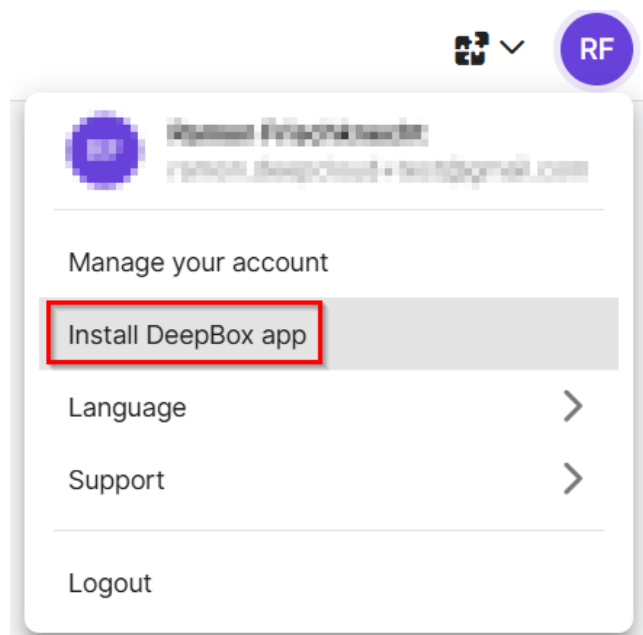 RF
Manage your account
Install DeepBox app
Language
Support
Logout